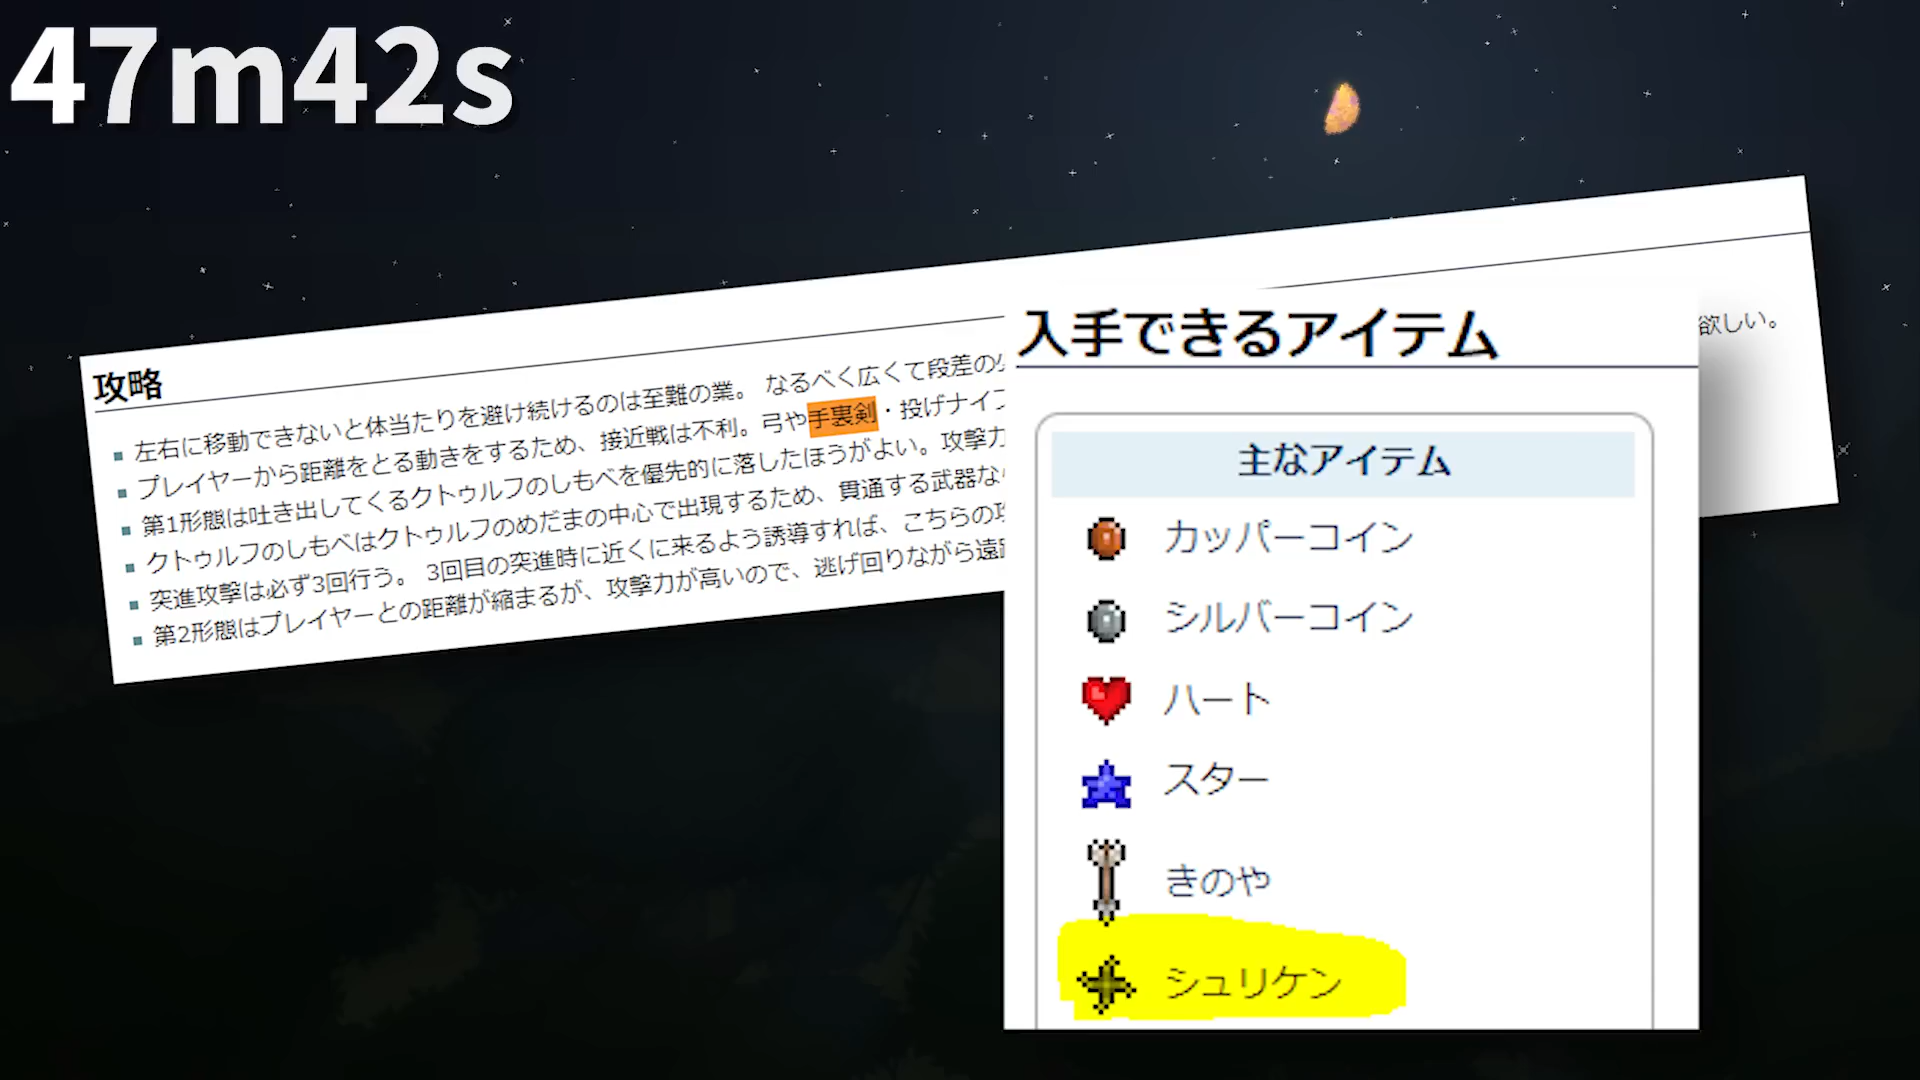 47m42s
攻略
左右に移動できないと体当たりを避け続けるのは至難の業。 なるべく広くて段差の
プレイヤーから距離をとる動きをするため、接近戦は不利。弓や手裏剣・投げナイフ
第1形態は吐き出してくるクトゥルフのしもべを優先的に落したほうがよい。攻撃力
クトゥルフのしもべはクトゥルフのめだまの中心で出現するため、貫通する武器な
突進攻撃は必ず3回行う。 3回目の突進時に近くに来るよう誘導すれば、こちらの攻
第2形態はプレイヤーとの距離が縮まるが、攻撃力が高いので、逃げ回りながら遠距
欲しい。
入手できるアイテム
主なアイテム
カッパーコイン
シルバーコイン
ハート
スター
きのや
シュリケン